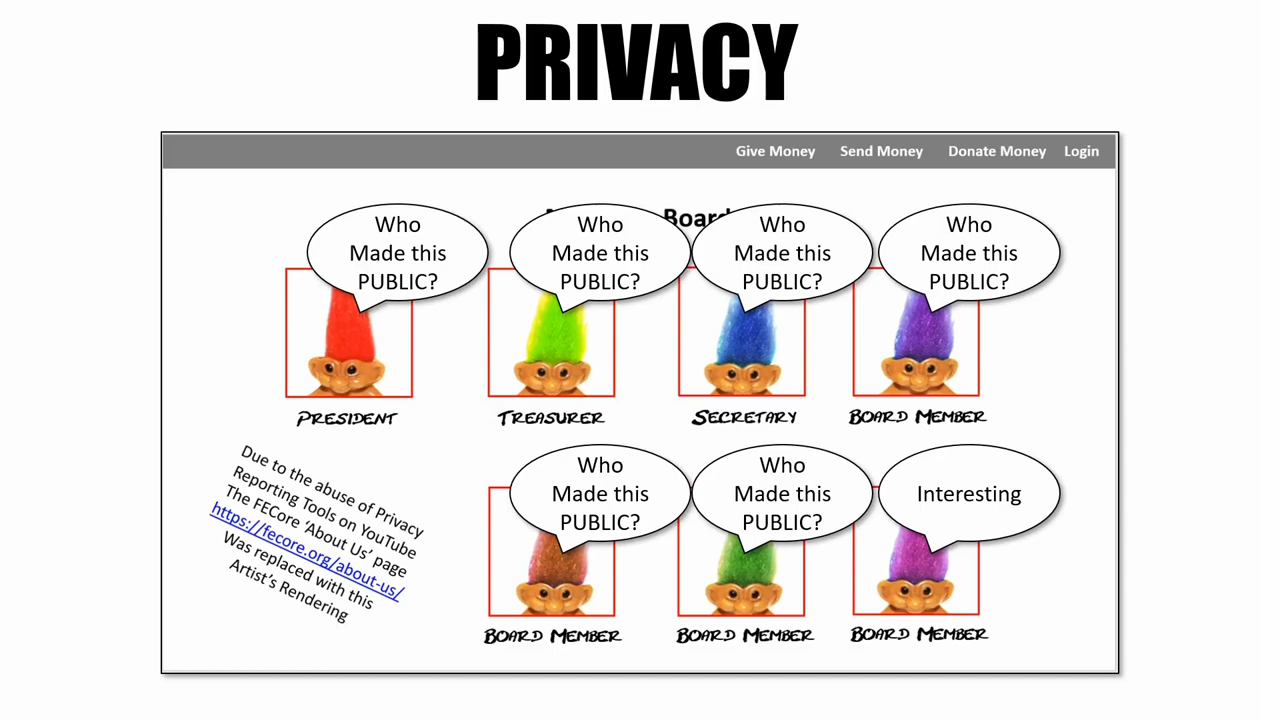 PRIVACY
Give Money Send Money Donate Money Login
Board
Who
Made this
PUBLIC?
Who
Made this
PUBLIC?
Who
Made this
PUBLIC?
Who
Made this
PUBLIC?
PRESIDENT
TREASURER
SECRETARY
BOARD MEMBER
Due to the abuse of Privacy
Reporting Tools on YouTube
The FECore ‘About Us’ page
https://fecore.org/about-us/
Was replaced with this
Artist’s Rendering
Who
Made this
PUBLIC?
Who
Made this
PUBLIC?
Interesting
BOARD MEMBER
BOARD MEMBER
BOARD MEMBER